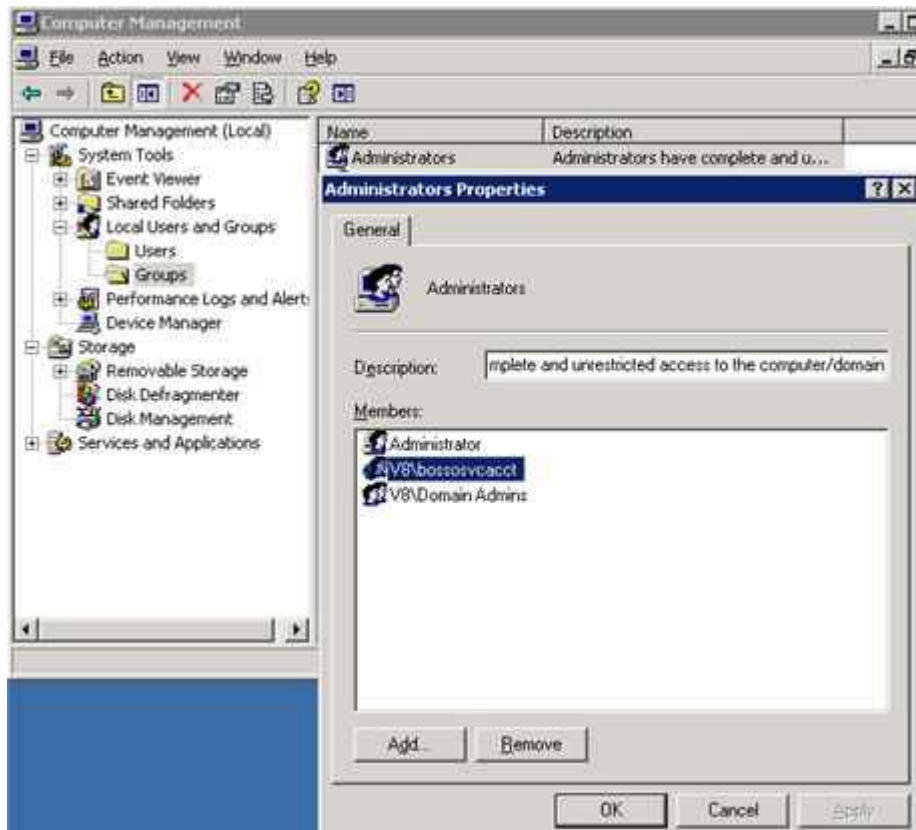 Computer Management
File Action View Window Help
Computer Management (Local)
System Tools
Event Viewer
Shared Folders
Local Users and Groups
Users
Groups
Performance Logs and Alert
Device Manager
Storage
Removable Storage
Disk Defragmenter
Disk Management
Services and Applications
Name Description
Administrators Administrators have complete and u...
Administrators Properties
General
Administrators
Description: mplete and unrestricted access to the computer/domain
Members:
Administrator
V8\bossosvcacct
V8\Domain Admins
Add... Remove
OK Cancel Apply